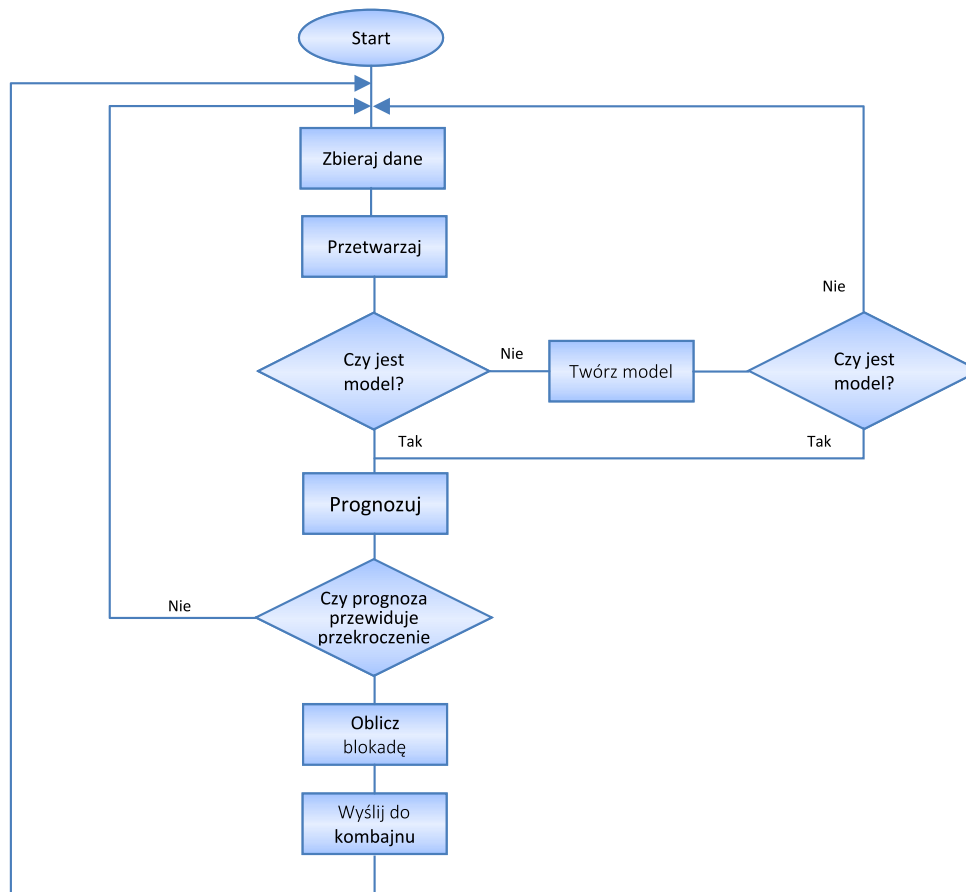 Start
Zbieraj dane
Przetwarzaj
Nie
Czy jest
model?
Nie
Twórz model
Czy jest
model?
Tak
Tak
Prognozuj
Czy prognoza
przewiduje
przekroczenie
Nie
Oblicz
blokadę
Wyślij do
kombajnu